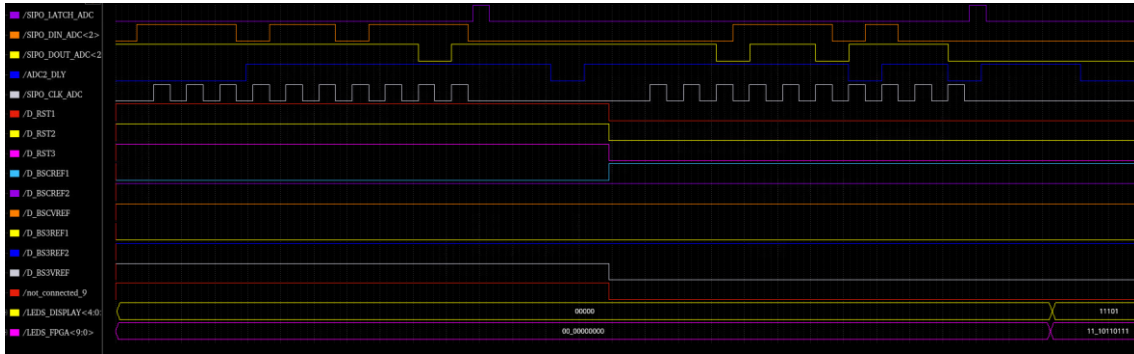 /SIPO_LATCH_ADC
/SIPO_DIN_ADC<2>
/SIPO_DOUT_ADC<2
/ADC2_DLY
/SIPO_CLK_ADC
/D_RST1
/D_RST2
/D_RST3
/D_BSCREF1
/D_BSCREF2
/D_BSCVREF
/D_BS3REF1
/D_BS3REF2
/D_BS3VREF
/not_connected_9
/LEDS_DISPLAY<4:0: 00000 11101
/LEDS_FPGA<9:0> 00_00000000 11_10110111